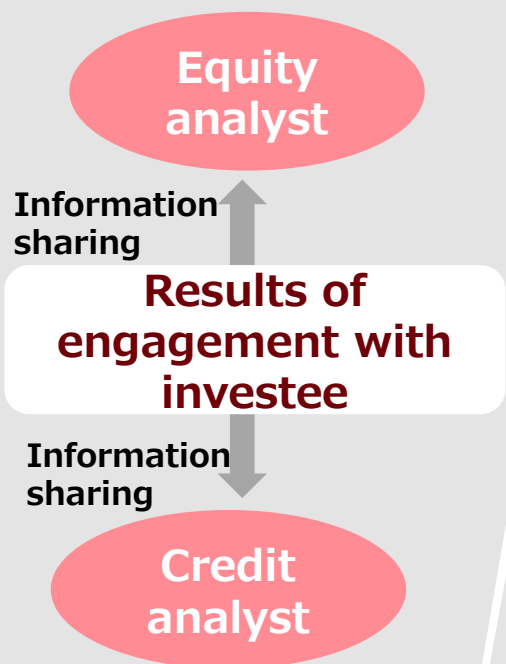 Equity
analyst
Information
sharing
Results of
engagement with
investee
Information
sharing
Credit
analyst